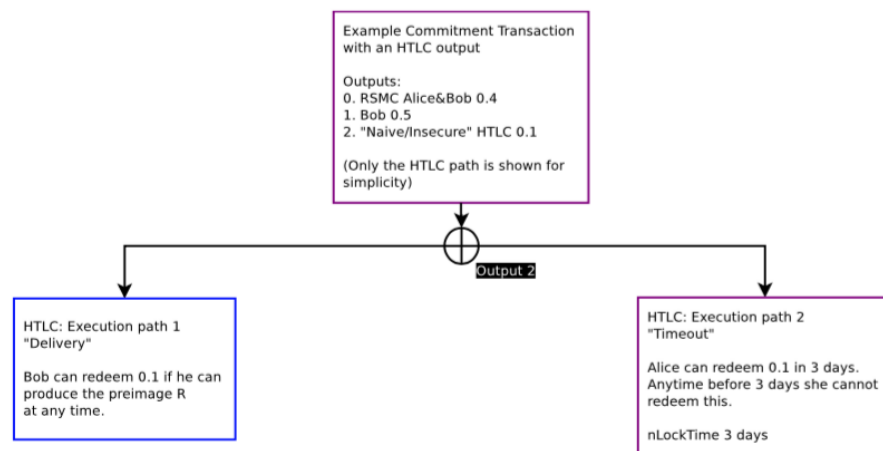 Example Commitment Transaction
with an HTLC output
Outputs:
0. RSMC Alice&Bob 0.4
1. Bob 0.5
2. "Naive/Insecure" HTLC 0.1
(Only the HTLC path is shown for
simplicity)
Output 2
HTLC: Execution path 1
"Delivery"
Bob can redeem 0.1 if he can
produce the preimage R
at any time.
HTLC: Execution path 2
"Timeout"
Alice can redeem 0.1 in 3 days.
Anytime before 3 days she cannot
redeem this.
nLockTime 3 days